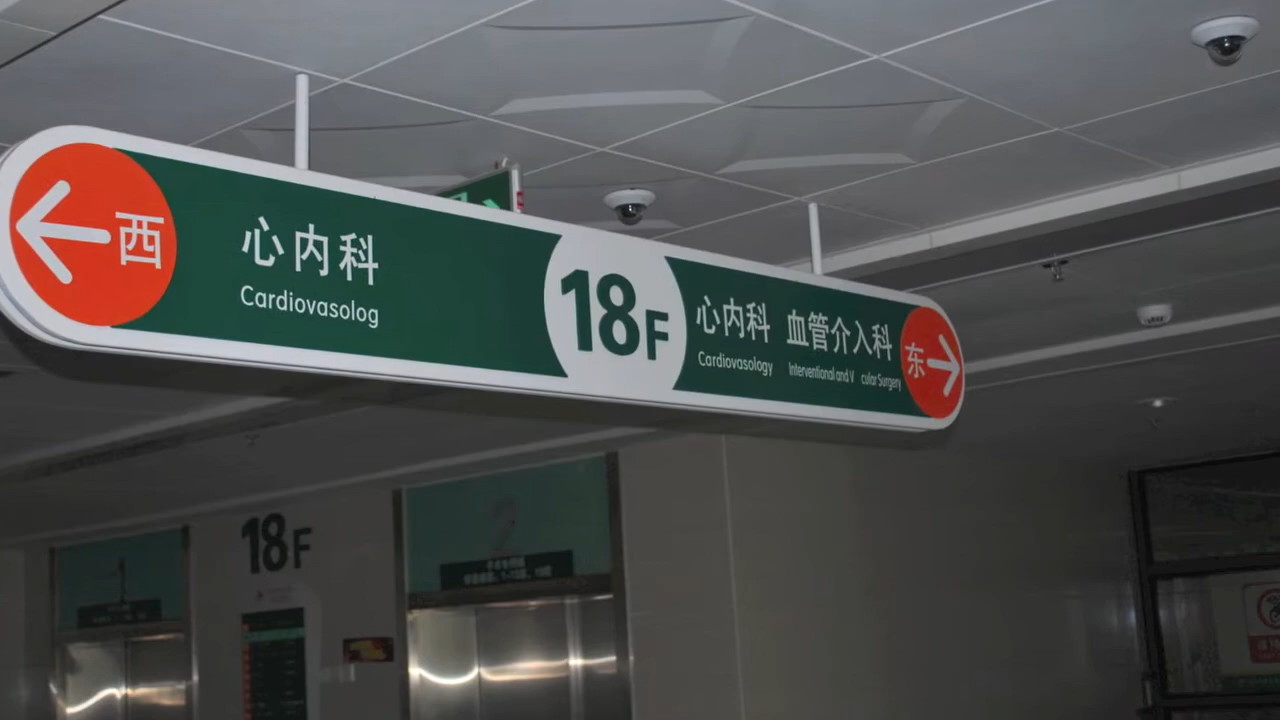 西
心内科
Cardiovasolog
18F
心内科 血管介入科
Cardiovasology Interventional and V cular Surgery
东
18F
2